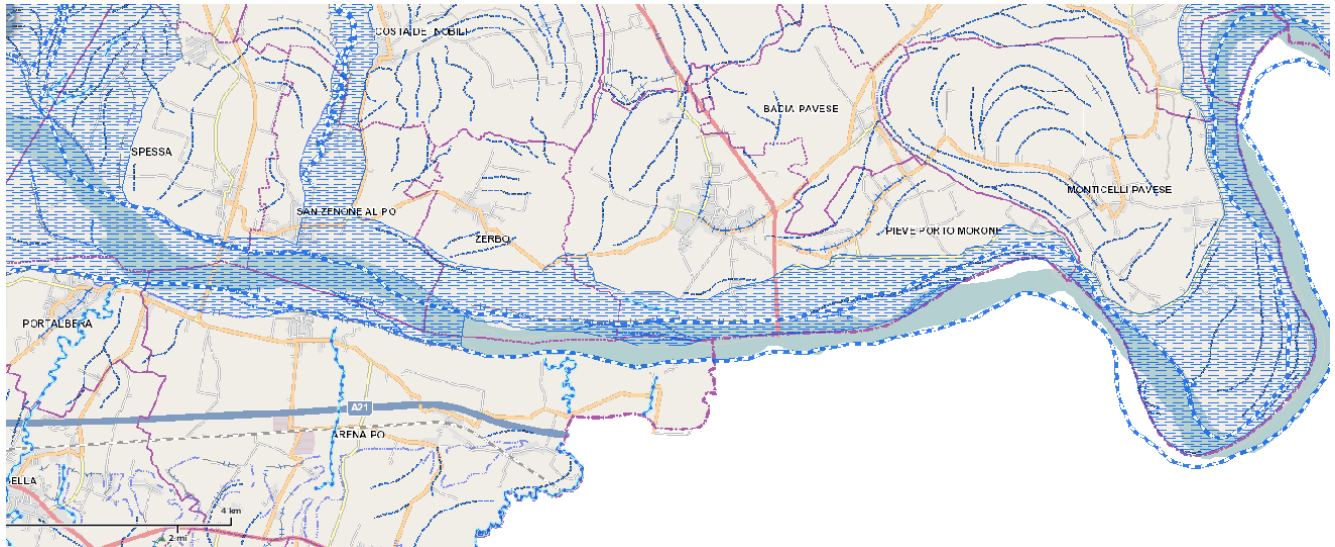 COSTA DE' NOBILI
BADIA PAVESE
SPESSA
MONTICELLI PAVESE
SAN ZENONE AL PO
ZERBO
PIEVE PORTO MORONE
PORTALBERA
A21
ARENA PO
ELLA
4 km
2 mi